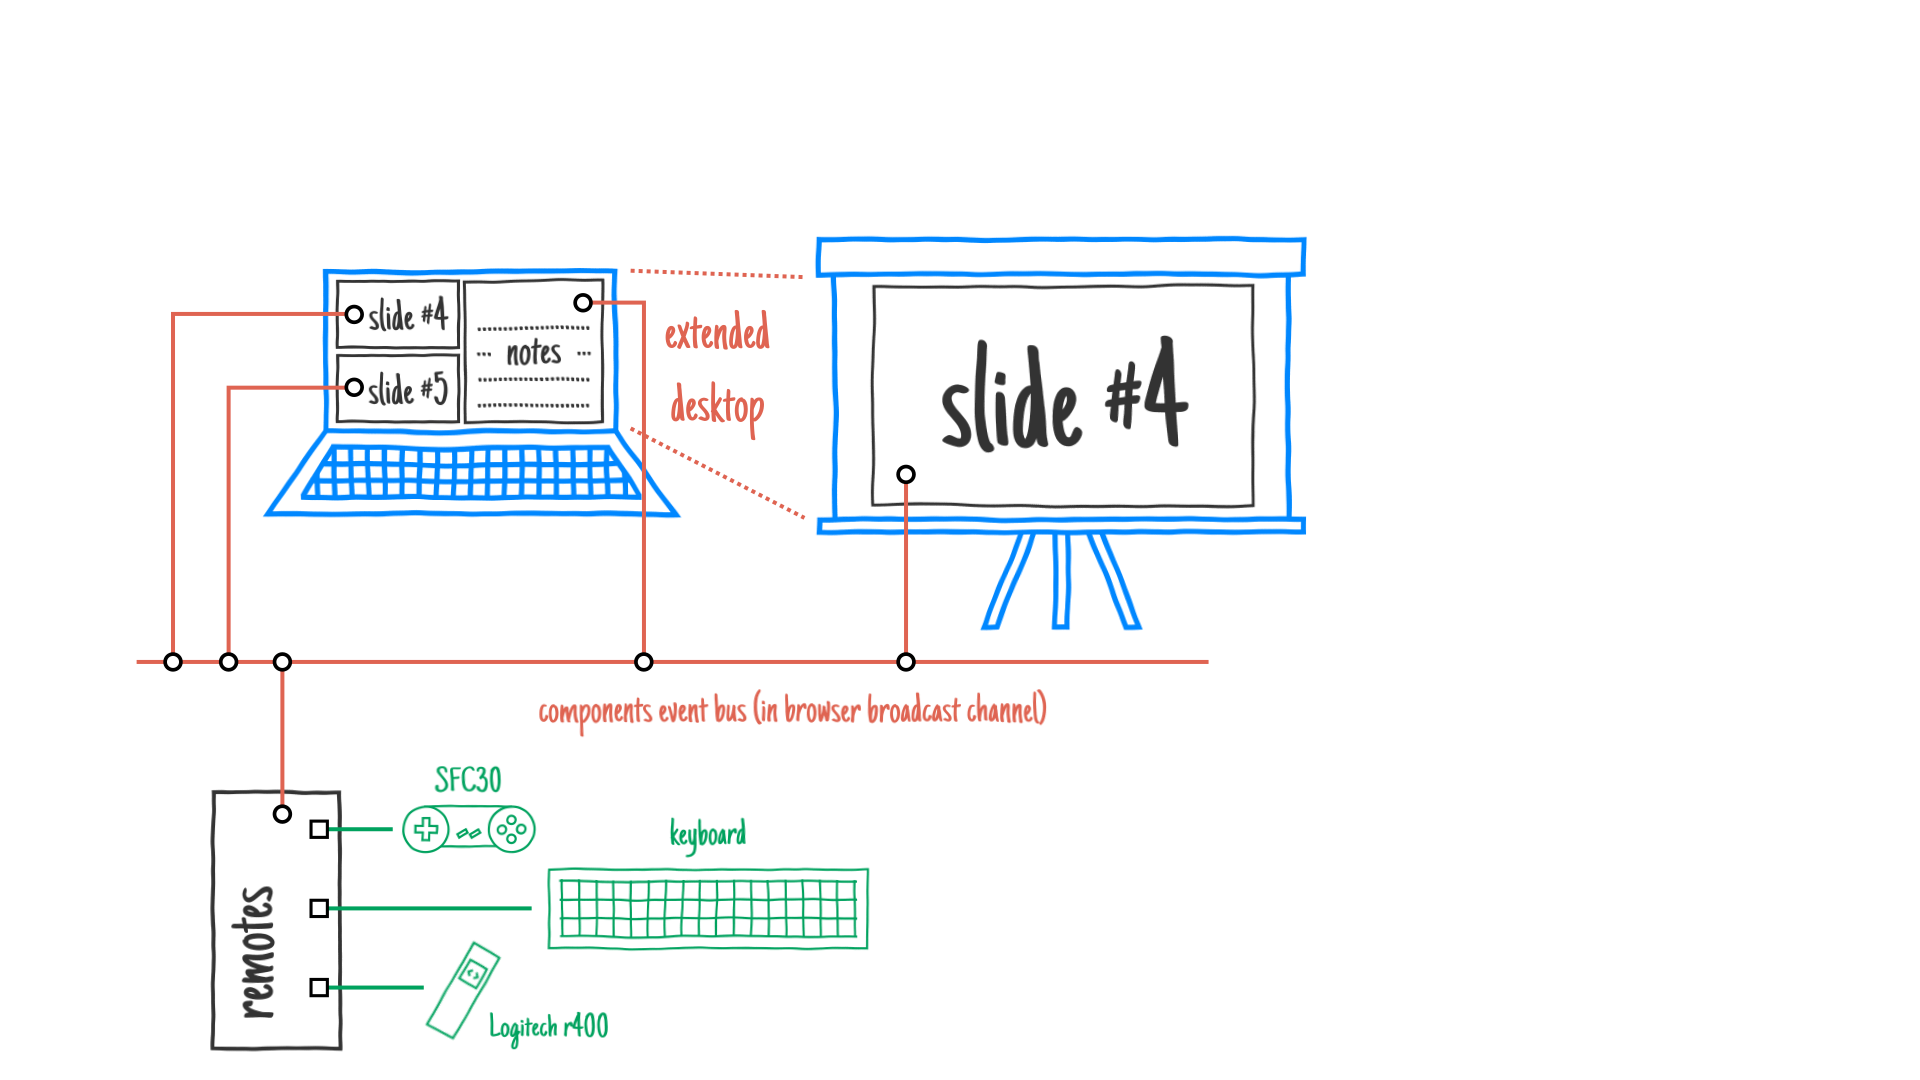 slide #4
slide #5
notes
extended
desktop
slide #4
components event bus (in browser broadcast channel)
remotes
SFC30
keyboard
Logitech r400